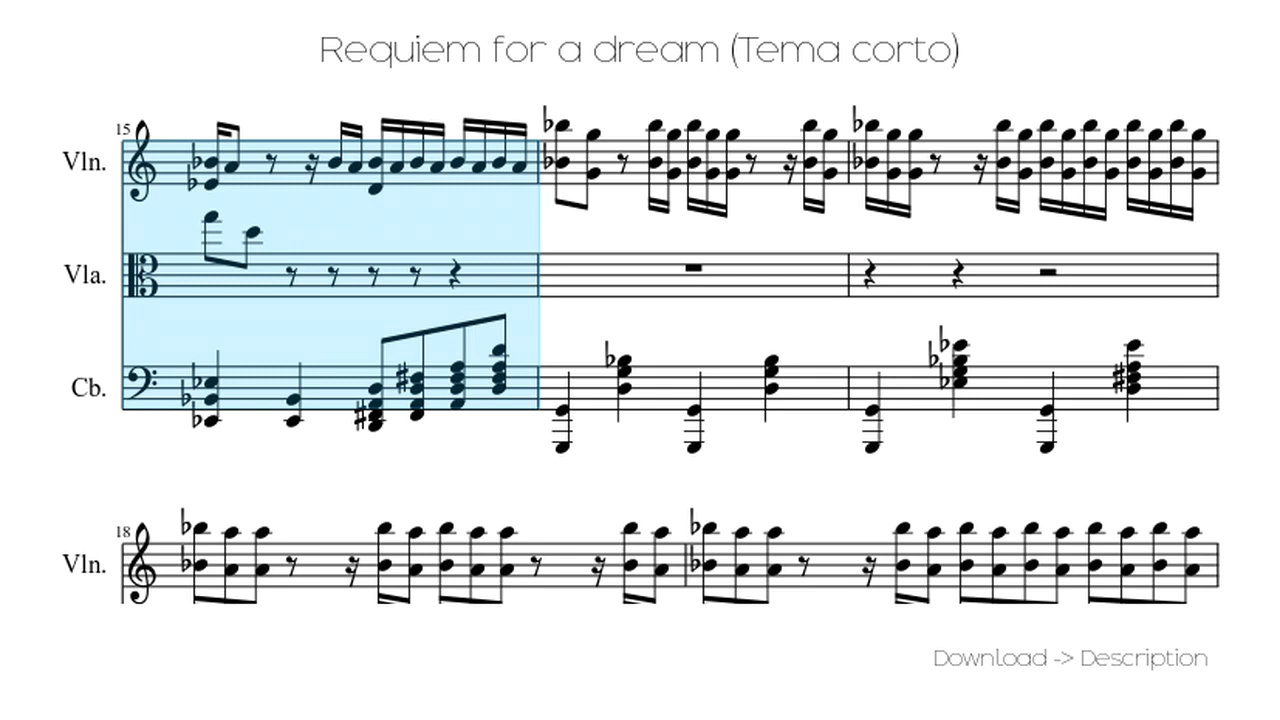 Requiem for a dream (Tema corto)
15
Vln.
Vla.
Cb.
18
Vln.
Download -> Description